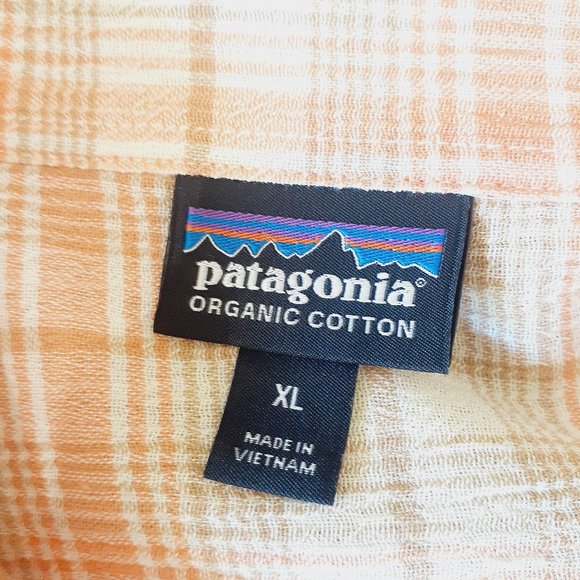 patagonia®
ORGANIC COTTON
XL
MADE IN
VIETNAM